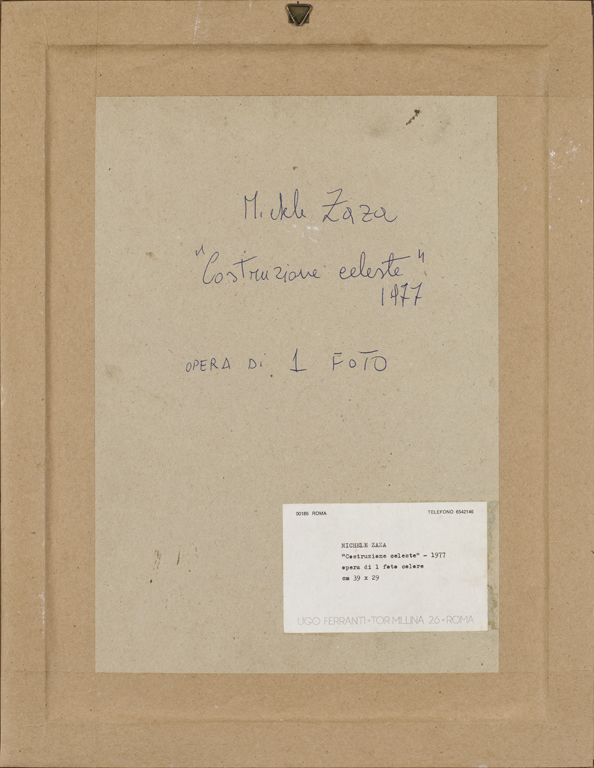 Michele Zaza
"Costruzione celeste"
1977
OPERA DI 1 FOTO
00186 ROMA TELEFONO 6542146
MICHELE ZAZA
"Costruzione celeste" - 1977
opera di 1 foto colore
cm 39 x 29
UGO FERRANTI•TOR MILLINA 26•ROMA